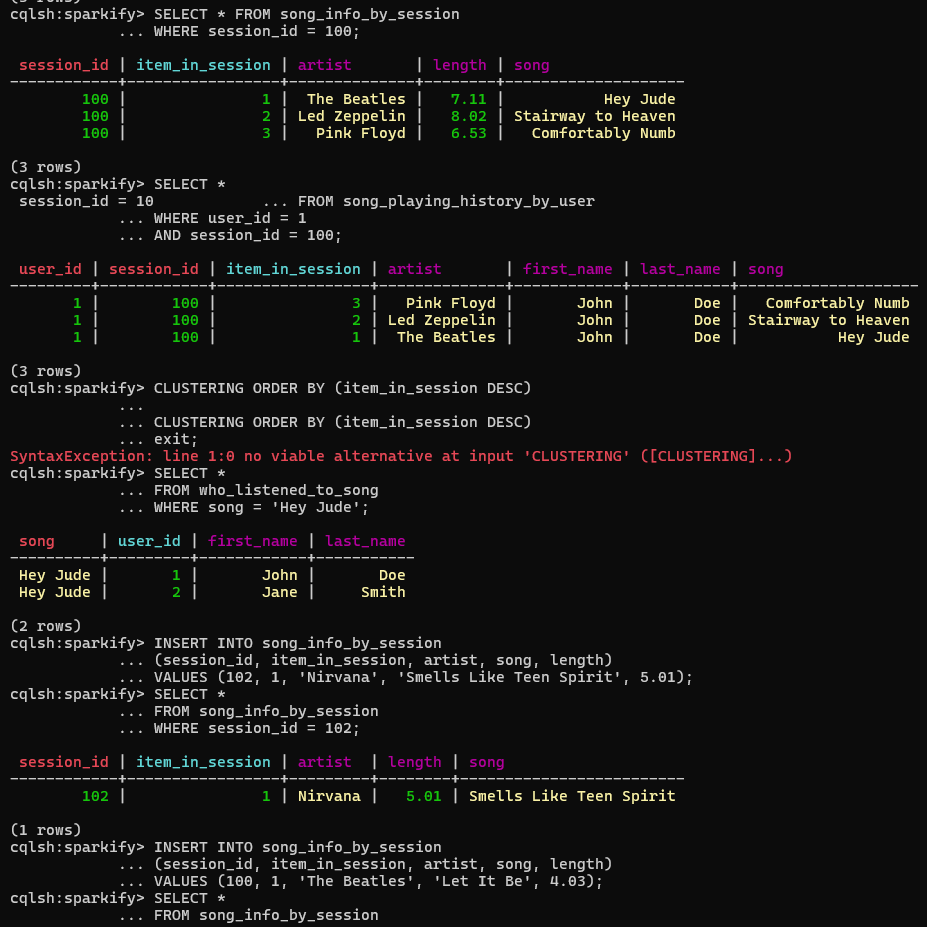 (3 rows)
cqlsh:sparkify> SELECT * FROM song_info_by_session
            ... WHERE session_id = 100;

 session_id | item_in_session | artist       | length | song
------------+-----------------+--------------+--------+--------------------
        100 |               1 |  The Beatles |   7.11 |           Hey Jude
        100 |               2 | Led Zeppelin |   8.02 | Stairway to Heaven
        100 |               3 |   Pink Floyd |   6.53 |   Comfortably Numb

(3 rows)
cqlsh:sparkify> SELECT *
 session_id = 10            ... FROM song_playing_history_by_user
            ... WHERE user_id = 1
            ... AND session_id = 100;

 user_id | session_id | item_in_session | artist       | first_name | last_name | song
---------+------------+-----------------+--------------+------------+-----------+--------------------
       1 |        100 |               3 |   Pink Floyd |       John |       Doe |   Comfortably Numb
       1 |        100 |               2 | Led Zeppelin |       John |       Doe | Stairway to Heaven
       1 |        100 |               1 |  The Beatles |       John |       Doe |           Hey Jude

(3 rows)
cqlsh:sparkify> CLUSTERING ORDER BY (item_in_session DESC)
            ...
            ... CLUSTERING ORDER BY (item_in_session DESC)
            ... exit;
SyntaxException: line 1:0 no viable alternative at input 'CLUSTERING' ([CLUSTERING]...)
cqlsh:sparkify> SELECT *
            ... FROM who_listened_to_song
            ... WHERE song = 'Hey Jude';

 song     | user_id | first_name | last_name
----------+---------+------------+-----------
 Hey Jude |       1 |       John |       Doe
 Hey Jude |       2 |       Jane |     Smith

(2 rows)
cqlsh:sparkify> INSERT INTO song_info_by_session
            ... (session_id, item_in_session, artist, song, length)
            ... VALUES (102, 1, 'Nirvana', 'Smells Like Teen Spirit', 5.01);
cqlsh:sparkify> SELECT *
            ... FROM song_info_by_session
            ... WHERE session_id = 102;

 session_id | item_in_session | artist  | length | song
------------+-----------------+---------+--------+-------------------------
        102 |               1 | Nirvana |   5.01 | Smells Like Teen Spirit

(1 rows)
cqlsh:sparkify> INSERT INTO song_info_by_session
            ... (session_id, item_in_session, artist, song, length)
            ... VALUES (100, 1, 'The Beatles', 'Let It Be', 4.03);
cqlsh:sparkify> SELECT *
            ... FROM song_info_by_session